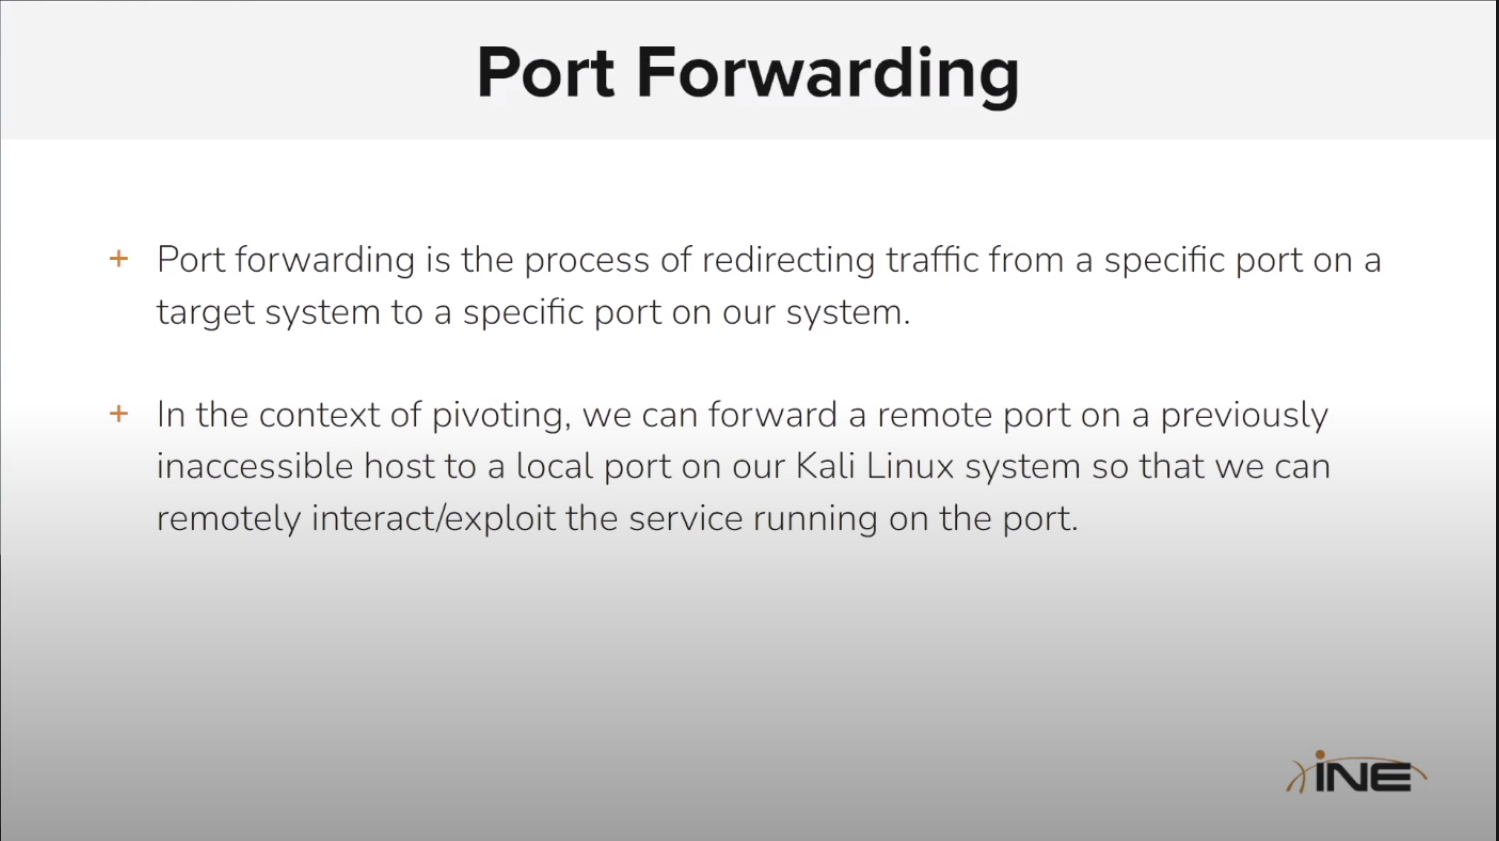 Port Forwarding
+ Port forwarding is the process of redirecting traffic from a specific port on a
target system to a specific port on our system.
+ In the context of pivoting, we can forward a remote port on a previously
inaccessible host to a local port on our Kali Linux system so that we can
remotely interact/exploit the service running on the port.
iNE